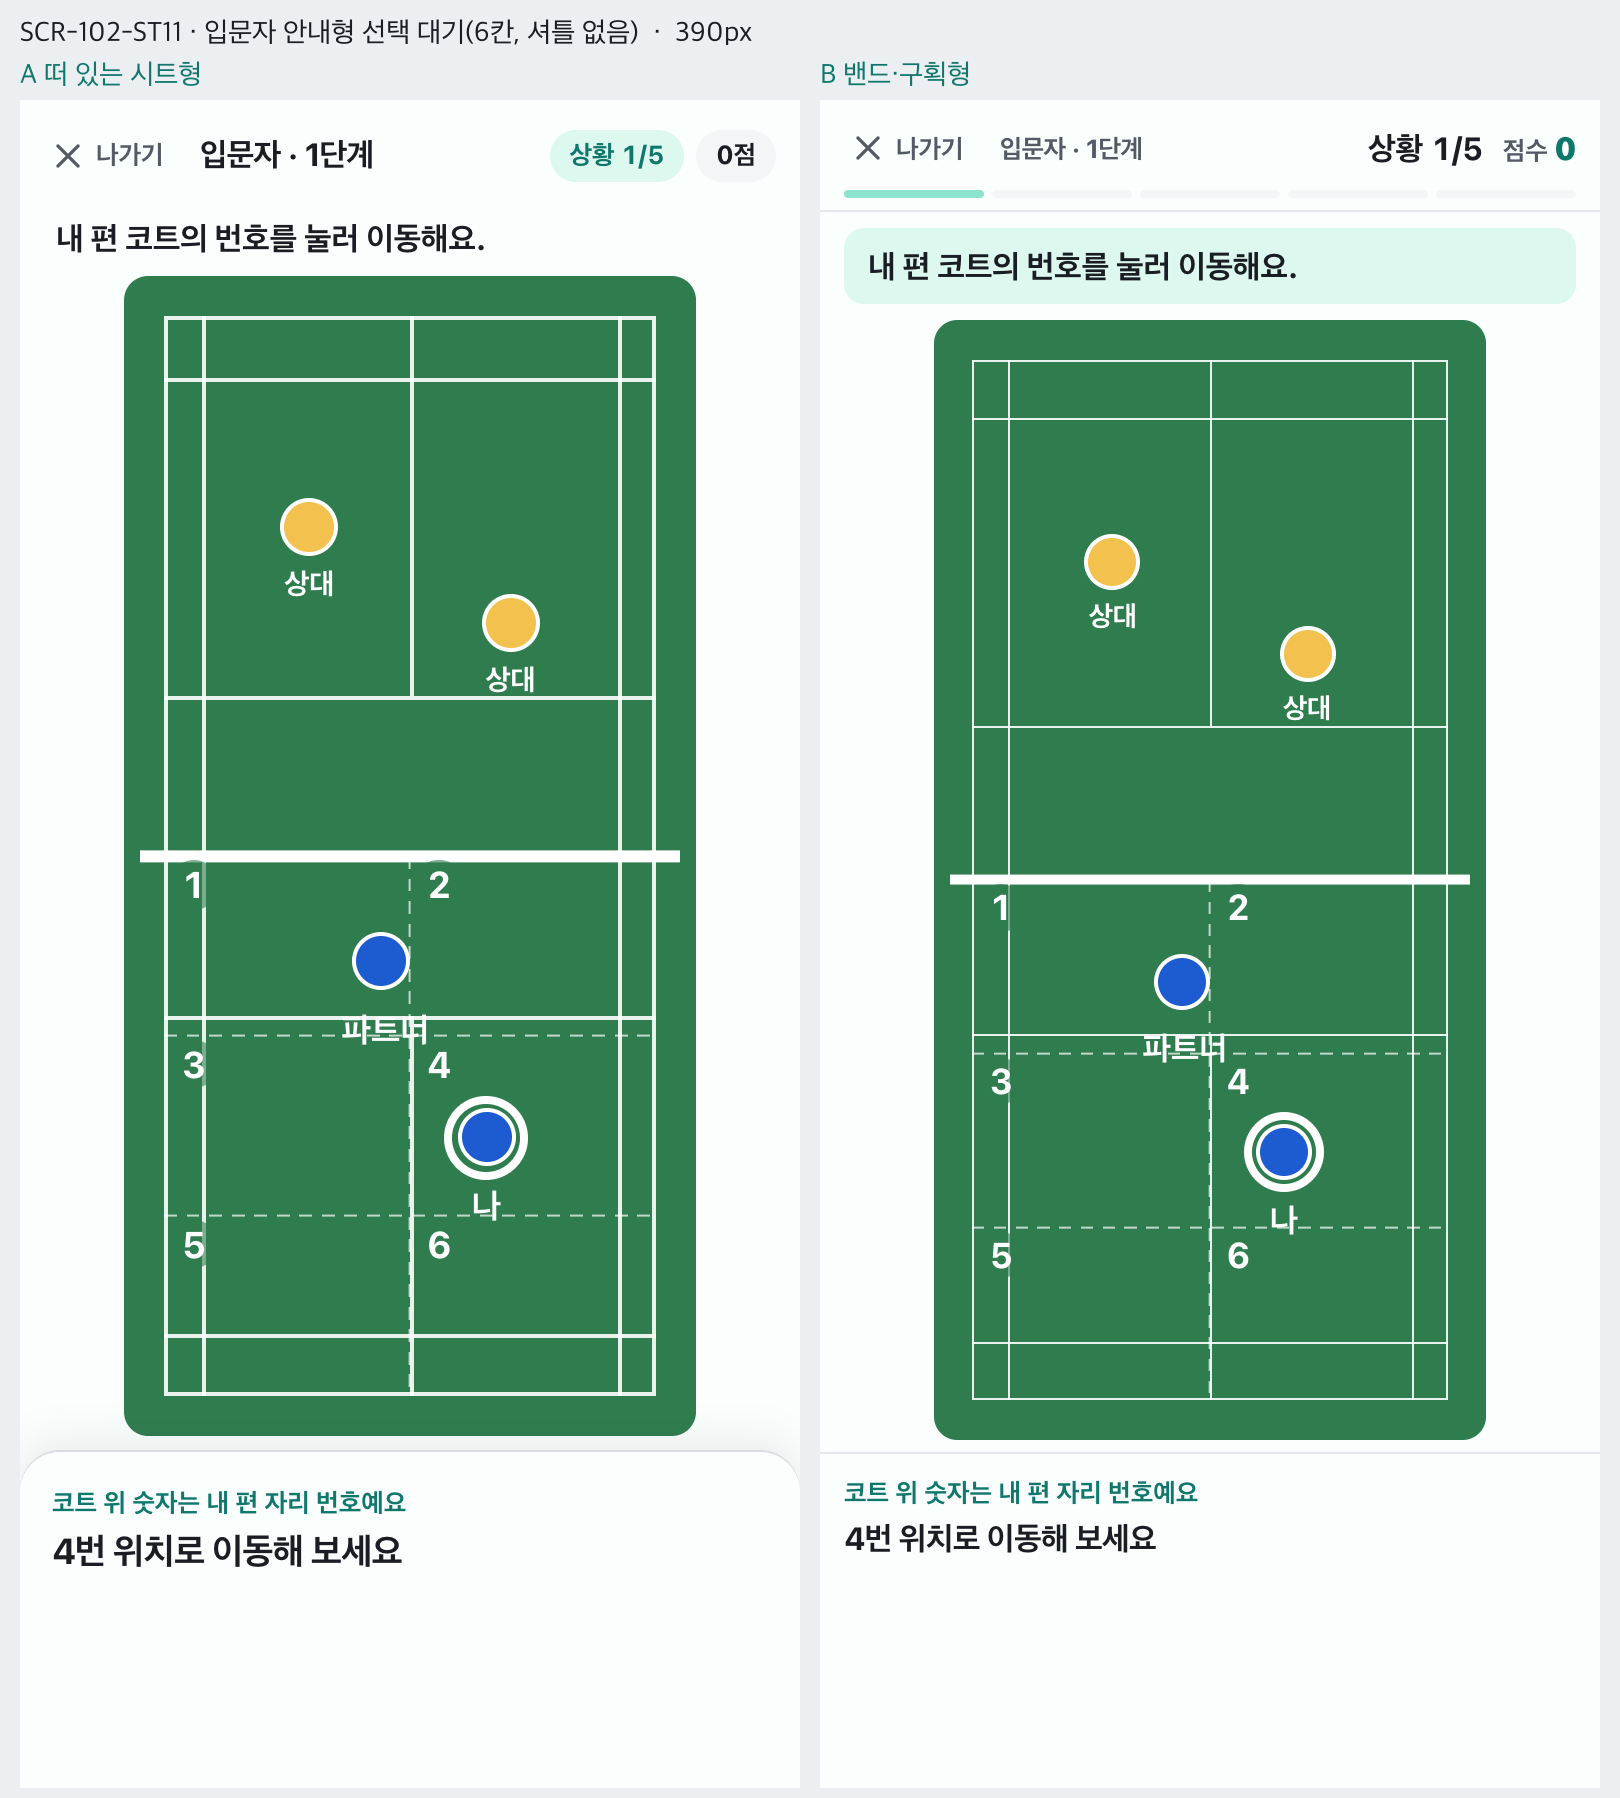 SCR-102-ST11 · 입문자 안내형 선택 대기(6칸, 셔틀 없음) · 390px
A 떠 있는 시트형
나가기 입문자 · 1단계 상황 1/5 0점
내 편 코트의 번호를 눌러 이동해요.
상대
상대
1 2
파트너
3 4
나
5 6
코트 위 숫자는 내 편 자리 번호예요
4번 위치로 이동해 보세요
B 밴드·구획형
나가기 입문자 · 1단계 상황 1/5 점수 0
내 편 코트의 번호를 눌러 이동해요.
상대
상대
1 2
파트너
3 4
나
5 6
코트 위 숫자는 내 편 자리 번호예요
4번 위치로 이동해 보세요